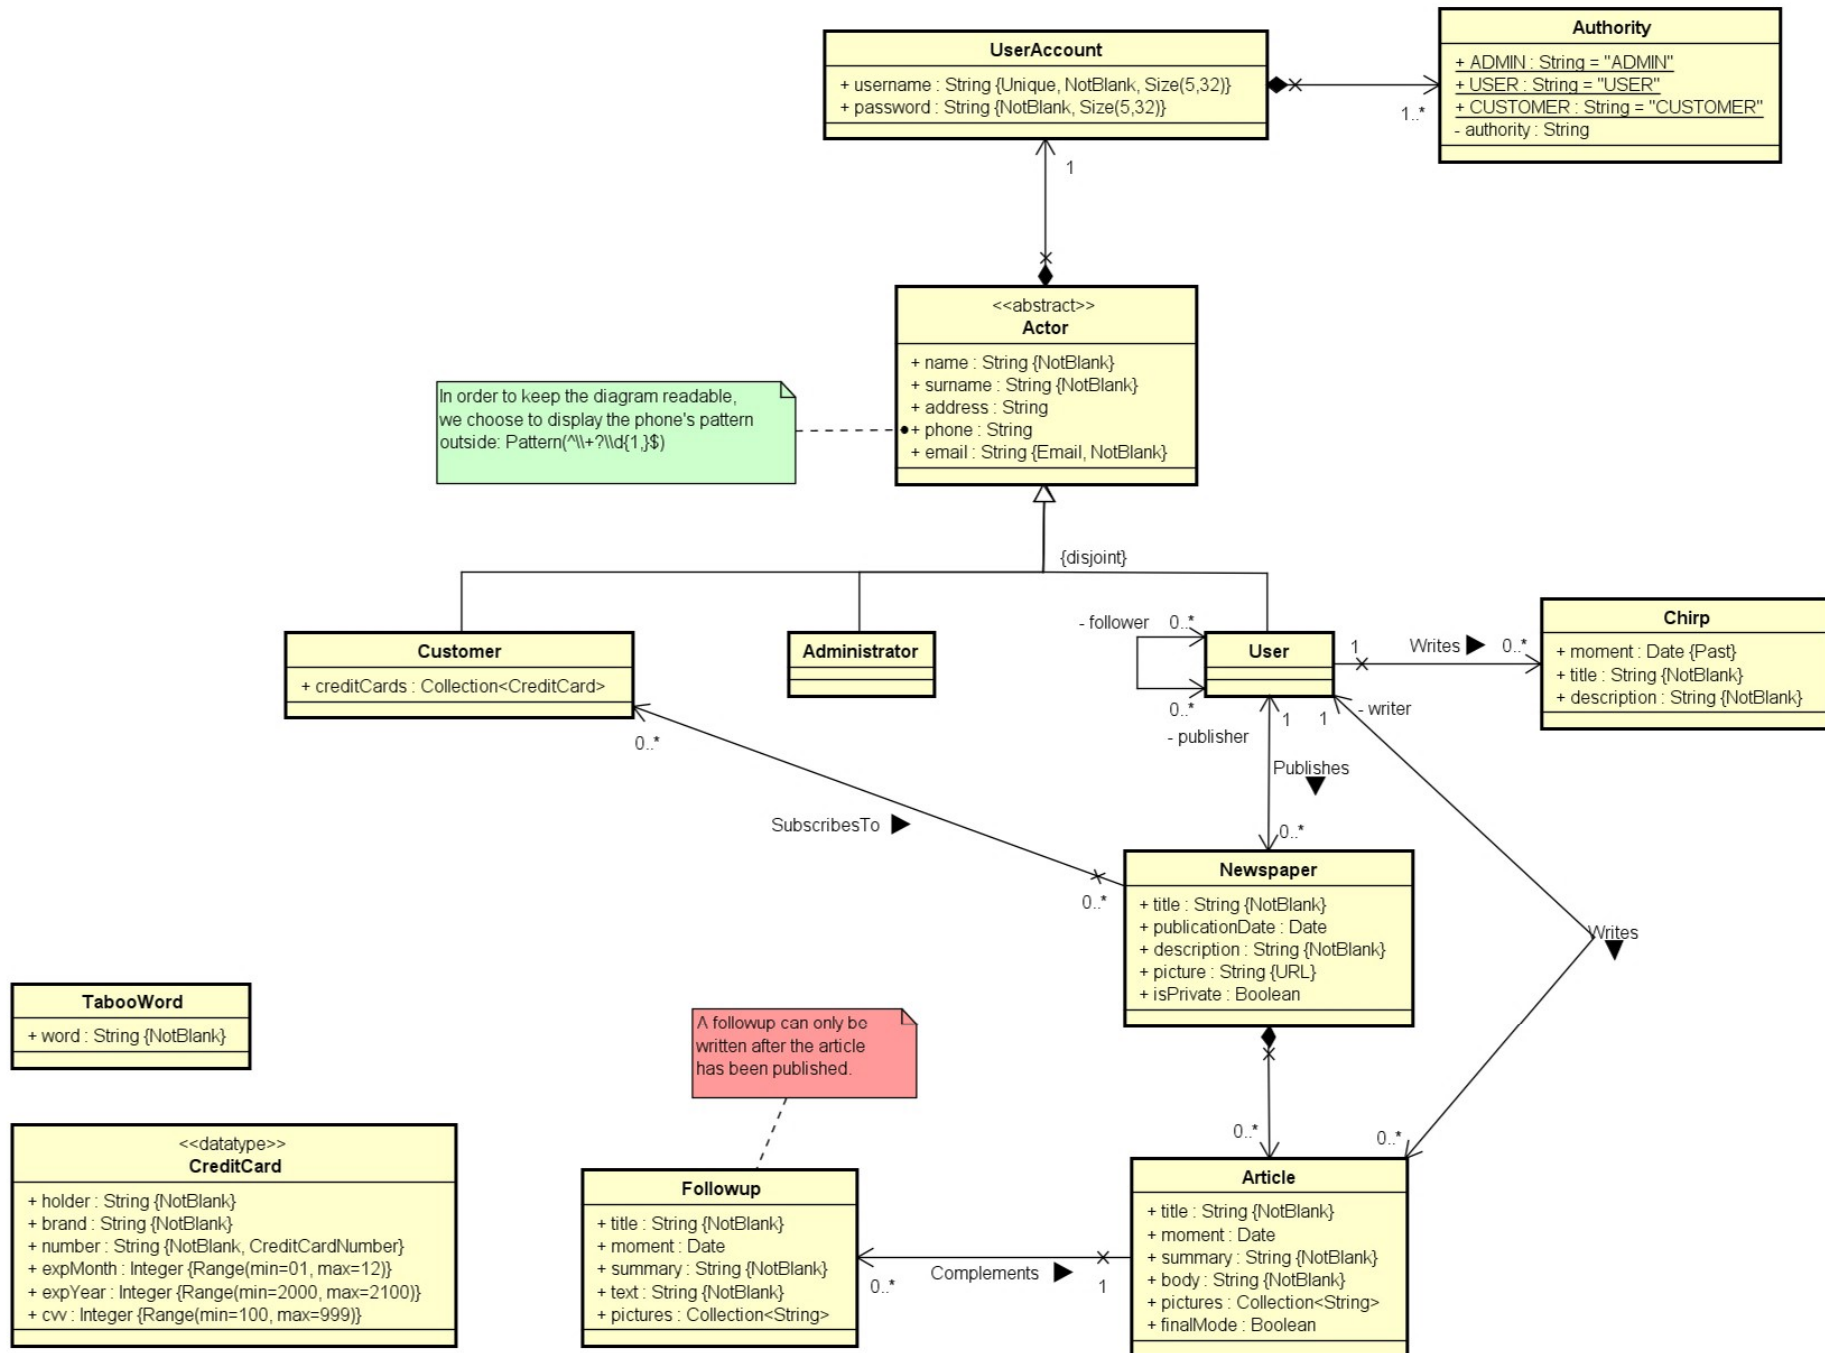 UserAccount
+ username : String {Unique, NotBlank, Size(5,32)}
+ password : String {NotBlank, Size(5,32)}
1..*
Authority
+ ADMIN : String = "ADMIN"
+ USER : String = "USER"
+ CUSTOMER : String = "CUSTOMER"
- authority : String
1
<<abstract>>
Actor
+ name : String {NotBlank}
+ surname : String {NotBlank}
+ address : String
+ phone : String
+ email : String {Email, NotBlank}
In order to keep the diagram readable,
we choose to display the phone's pattern
outside: Pattern(^\\+?\\d{1,}$)
{disjoint}
Customer
+ creditCards : Collection<CreditCard>
Administrator
- follower
0..*
0..*
User
1
Writes
0..*
Chirp
+ moment : Date {Past}
+ title : String {NotBlank}
+ description : String {NotBlank}
- publisher
1
1
- writer
Publishes
0..*
0..*
SubscribesTo
0..*
Newspaper
+ title : String {NotBlank}
+ publicationDate : Date
+ description : String {NotBlank}
+ picture : String {URL}
+ isPrivate : Boolean
Writes
TabooWord
+ word : String {NotBlank}
A followup can only be
written after the article
has been published.
0..*
0..*
<<datatype>>
CreditCard
+ holder : String {NotBlank}
+ brand : String {NotBlank}
+ number : String {NotBlank, CreditCardNumber}
+ expMonth : Integer {Range(min=01, max=12)}
+ expYear : Integer {Range(min=2000, max=2100)}
+ cvv : Integer {Range(min=100, max=999)}
Followup
+ title : String {NotBlank}
+ moment : Date
+ summary : String {NotBlank}
+ text : String {NotBlank}
+ pictures : Collection<String>
0..*
Complements
1
Article
+ title : String {NotBlank}
+ moment : Date
+ summary : String {NotBlank}
+ body : String {NotBlank}
+ pictures : Collection<String>
+ finalMode : Boolean